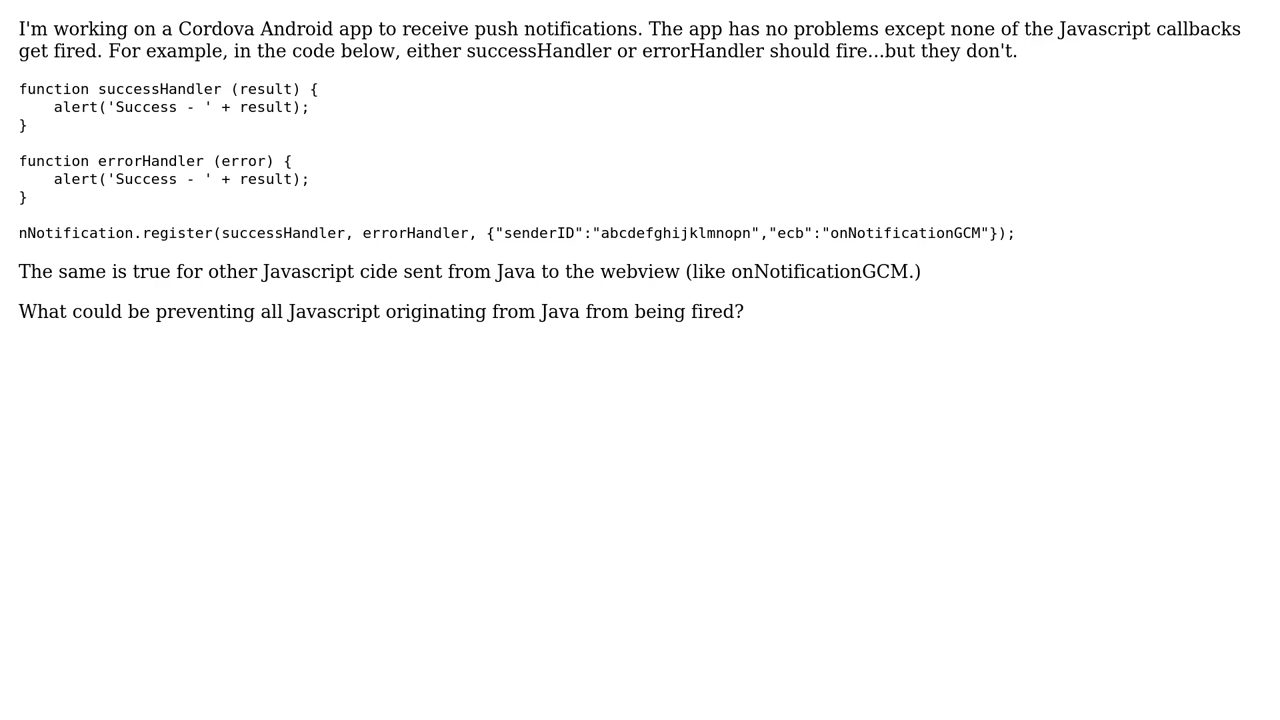 I'm working on a Cordova Android app to receive push notifications. The app has no problems except none of the Javascript callbacks
get fired. For example, in the code below, either successHandler or errorHandler should fire...but they don't.
function successHandler (result) {
    alert('Success - ' + result);
}
function errorHandler (error) {
    alert('Success - ' + result);
}
nNotification.register(successHandler, errorHandler, {"senderID":"abcdefghijklmnopn","ecb":"onNotificationGCM"});
The same is true for other Javascript cide sent from Java to the webview (like onNotificationGCM.)
What could be preventing all Javascript originating from Java from being fired?